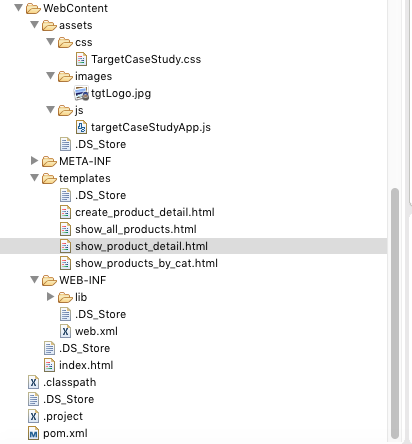 WebContent
assets
css
TargetCaseStudy.css
images
tgtLogo.jpg
js
targetCaseStudyApp.js
.DS_Store
META-INF
templates
.DS_Store
create_product_detail.html
show_all_products.html
show_product_detail.html
show_products_by_cat.html
WEB-INF
lib
.DS_Store
web.xml
.DS_Store
index.html
.classpath
.DS_Store
.project
pom.xml